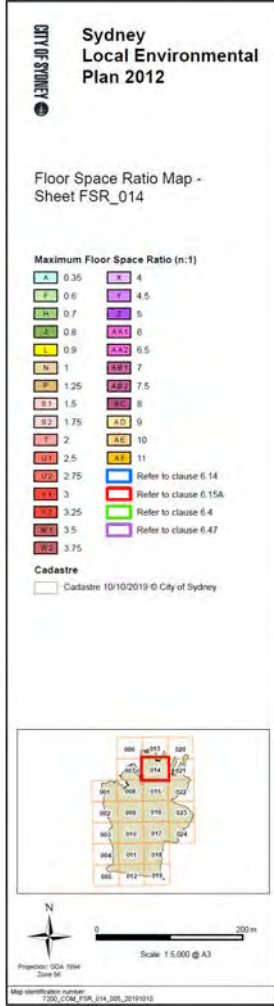 CITY OF SYDNEY
Sydney
Local Environmental
Plan 2012
Floor Space Ratio Map -
Sheet FSR_014
Maximum Floor Space Ratio (n:1)
A 0.35
F 0.6
H 0.7
J 0.8
L 0.9
N 1
P 1.25
S1 1.5
S2 1.75
T 2
U1 2.5
U2 2.75
V1 3
V2 3.25
W1 3.5
W2 3.75
X 4
Y 4.5
Z 5
AA1 6
AA2 6.5
AB1 7
AB2 7.5
AC 8
AD 9
AE 10
AF 11
Refer to clause 6.14
Refer to clause 6.15A
Refer to clause 6.4
Refer to clause 6.47
Cadastre
Cadastre 10/10/2019 © City of Sydney
006 013 020
007 014 021
001 008 015 022
002 009 016 023
003 010 017 024
004 011 018
005 012 019
N
0 200 m
Scale: 1:5,000 @ A3
Projection: GDA 1994
Zone 56
Map identification number:
7200_COM_FSR_014_005_20191010